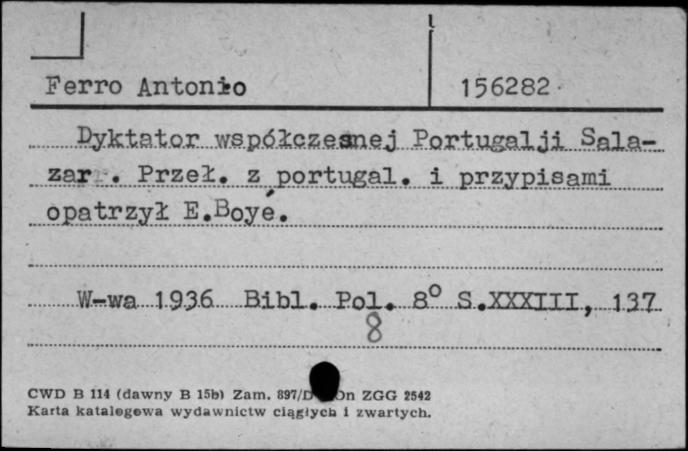 Ferro Antonio 156282
Dyktator współczesnej Portugalji Sala-
zar . Przeł. z portugal. i przypisami
opatrzył E.Boyé.
W-wa 1936 Bibl. Pol. 8° S.XXXIII, 137
8
CWD B 114 (dawny B 15b) Zam. 897/D On ZGG 2542
Karta katalogowa wydawnictw ciągłych i zwartych.